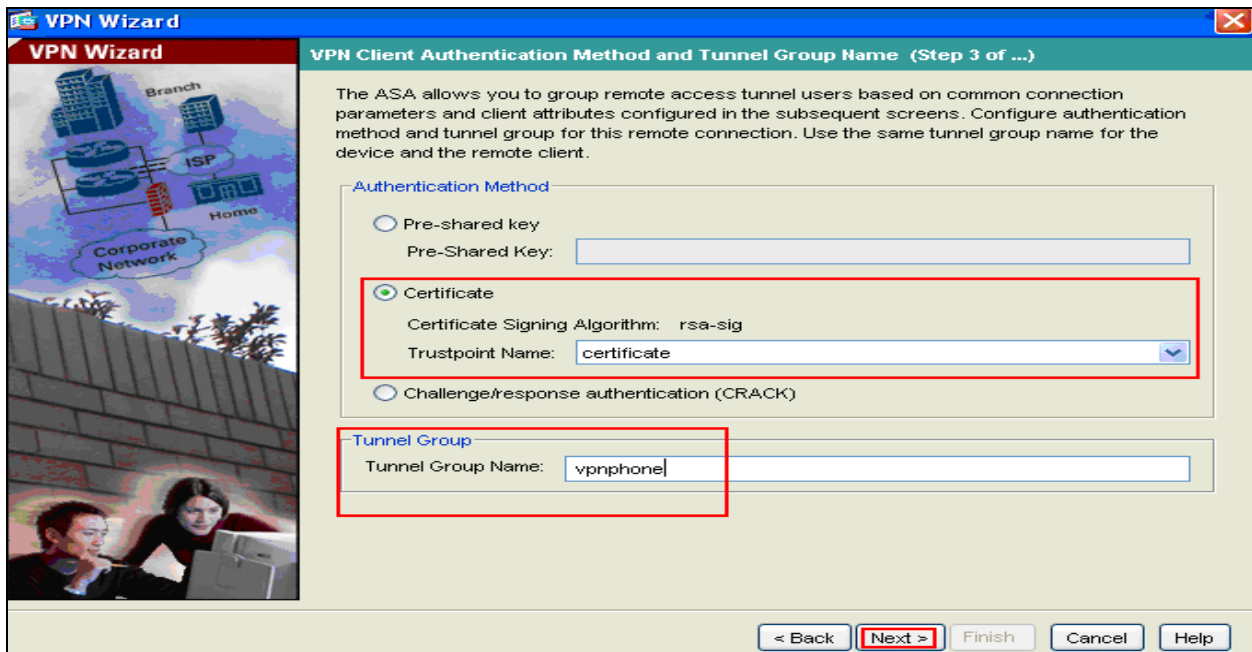 VPN Wizard
VPN Wizard
Branch
ISP
Home
Corporate
Network
VPN Client Authentication Method and Tunnel Group Name (Step 3 of ...)
The ASA allows you to group remote access tunnel users based on common connection
parameters and client attributes configured in the subsequent screens. Configure authentication
method and tunnel group for this remote connection. Use the same tunnel group name for the
device and the remote client.
Authentication Method
Pre-shared key
Pre-Shared Key:
Certificate
Certificate Signing Algorithm: rsa-sig
Trustpoint Name: certificate
Challenge/response authentication (CRACK)
Tunnel Group
Tunnel Group Name: vpnphone
< Back Next > Finish Cancel Help